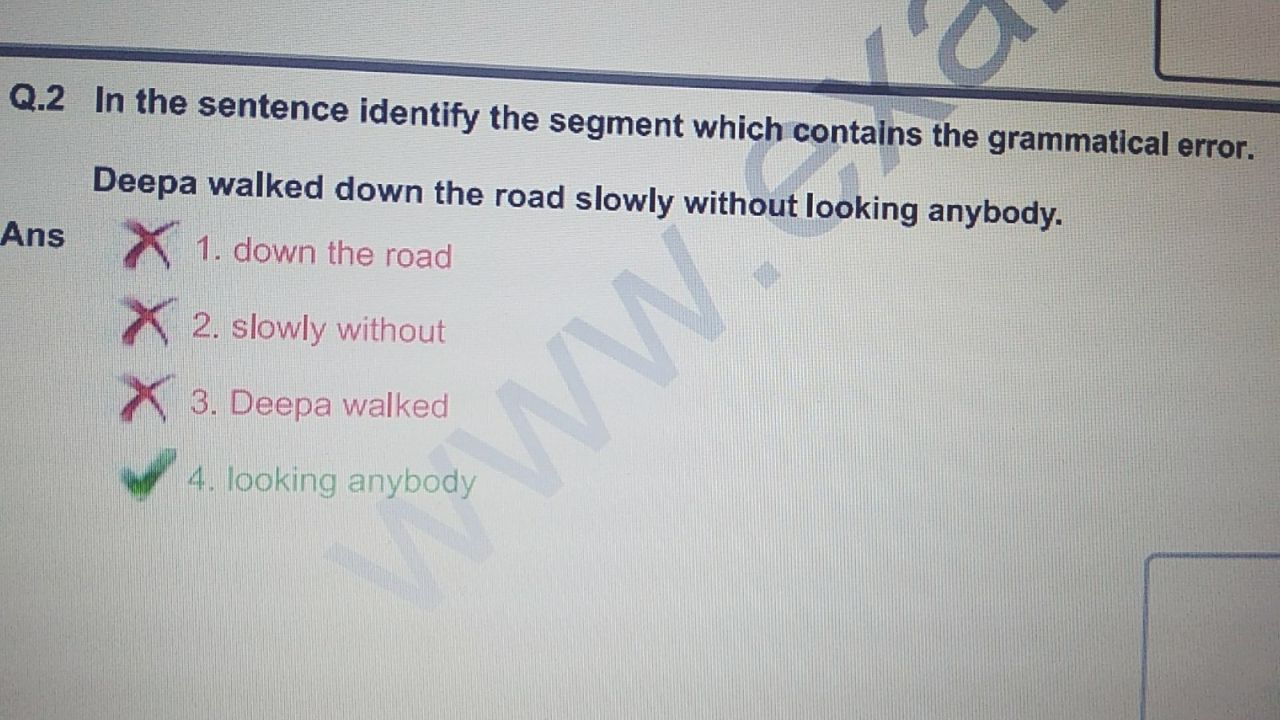 Q.2 In the sentence identify the segment which contains the grammatical error.
Deepa walked down the road slowly without looking anybody.
Ans
1. down the road
2. slowly without
3. Deepa walked
4. looking anybody
www.exa